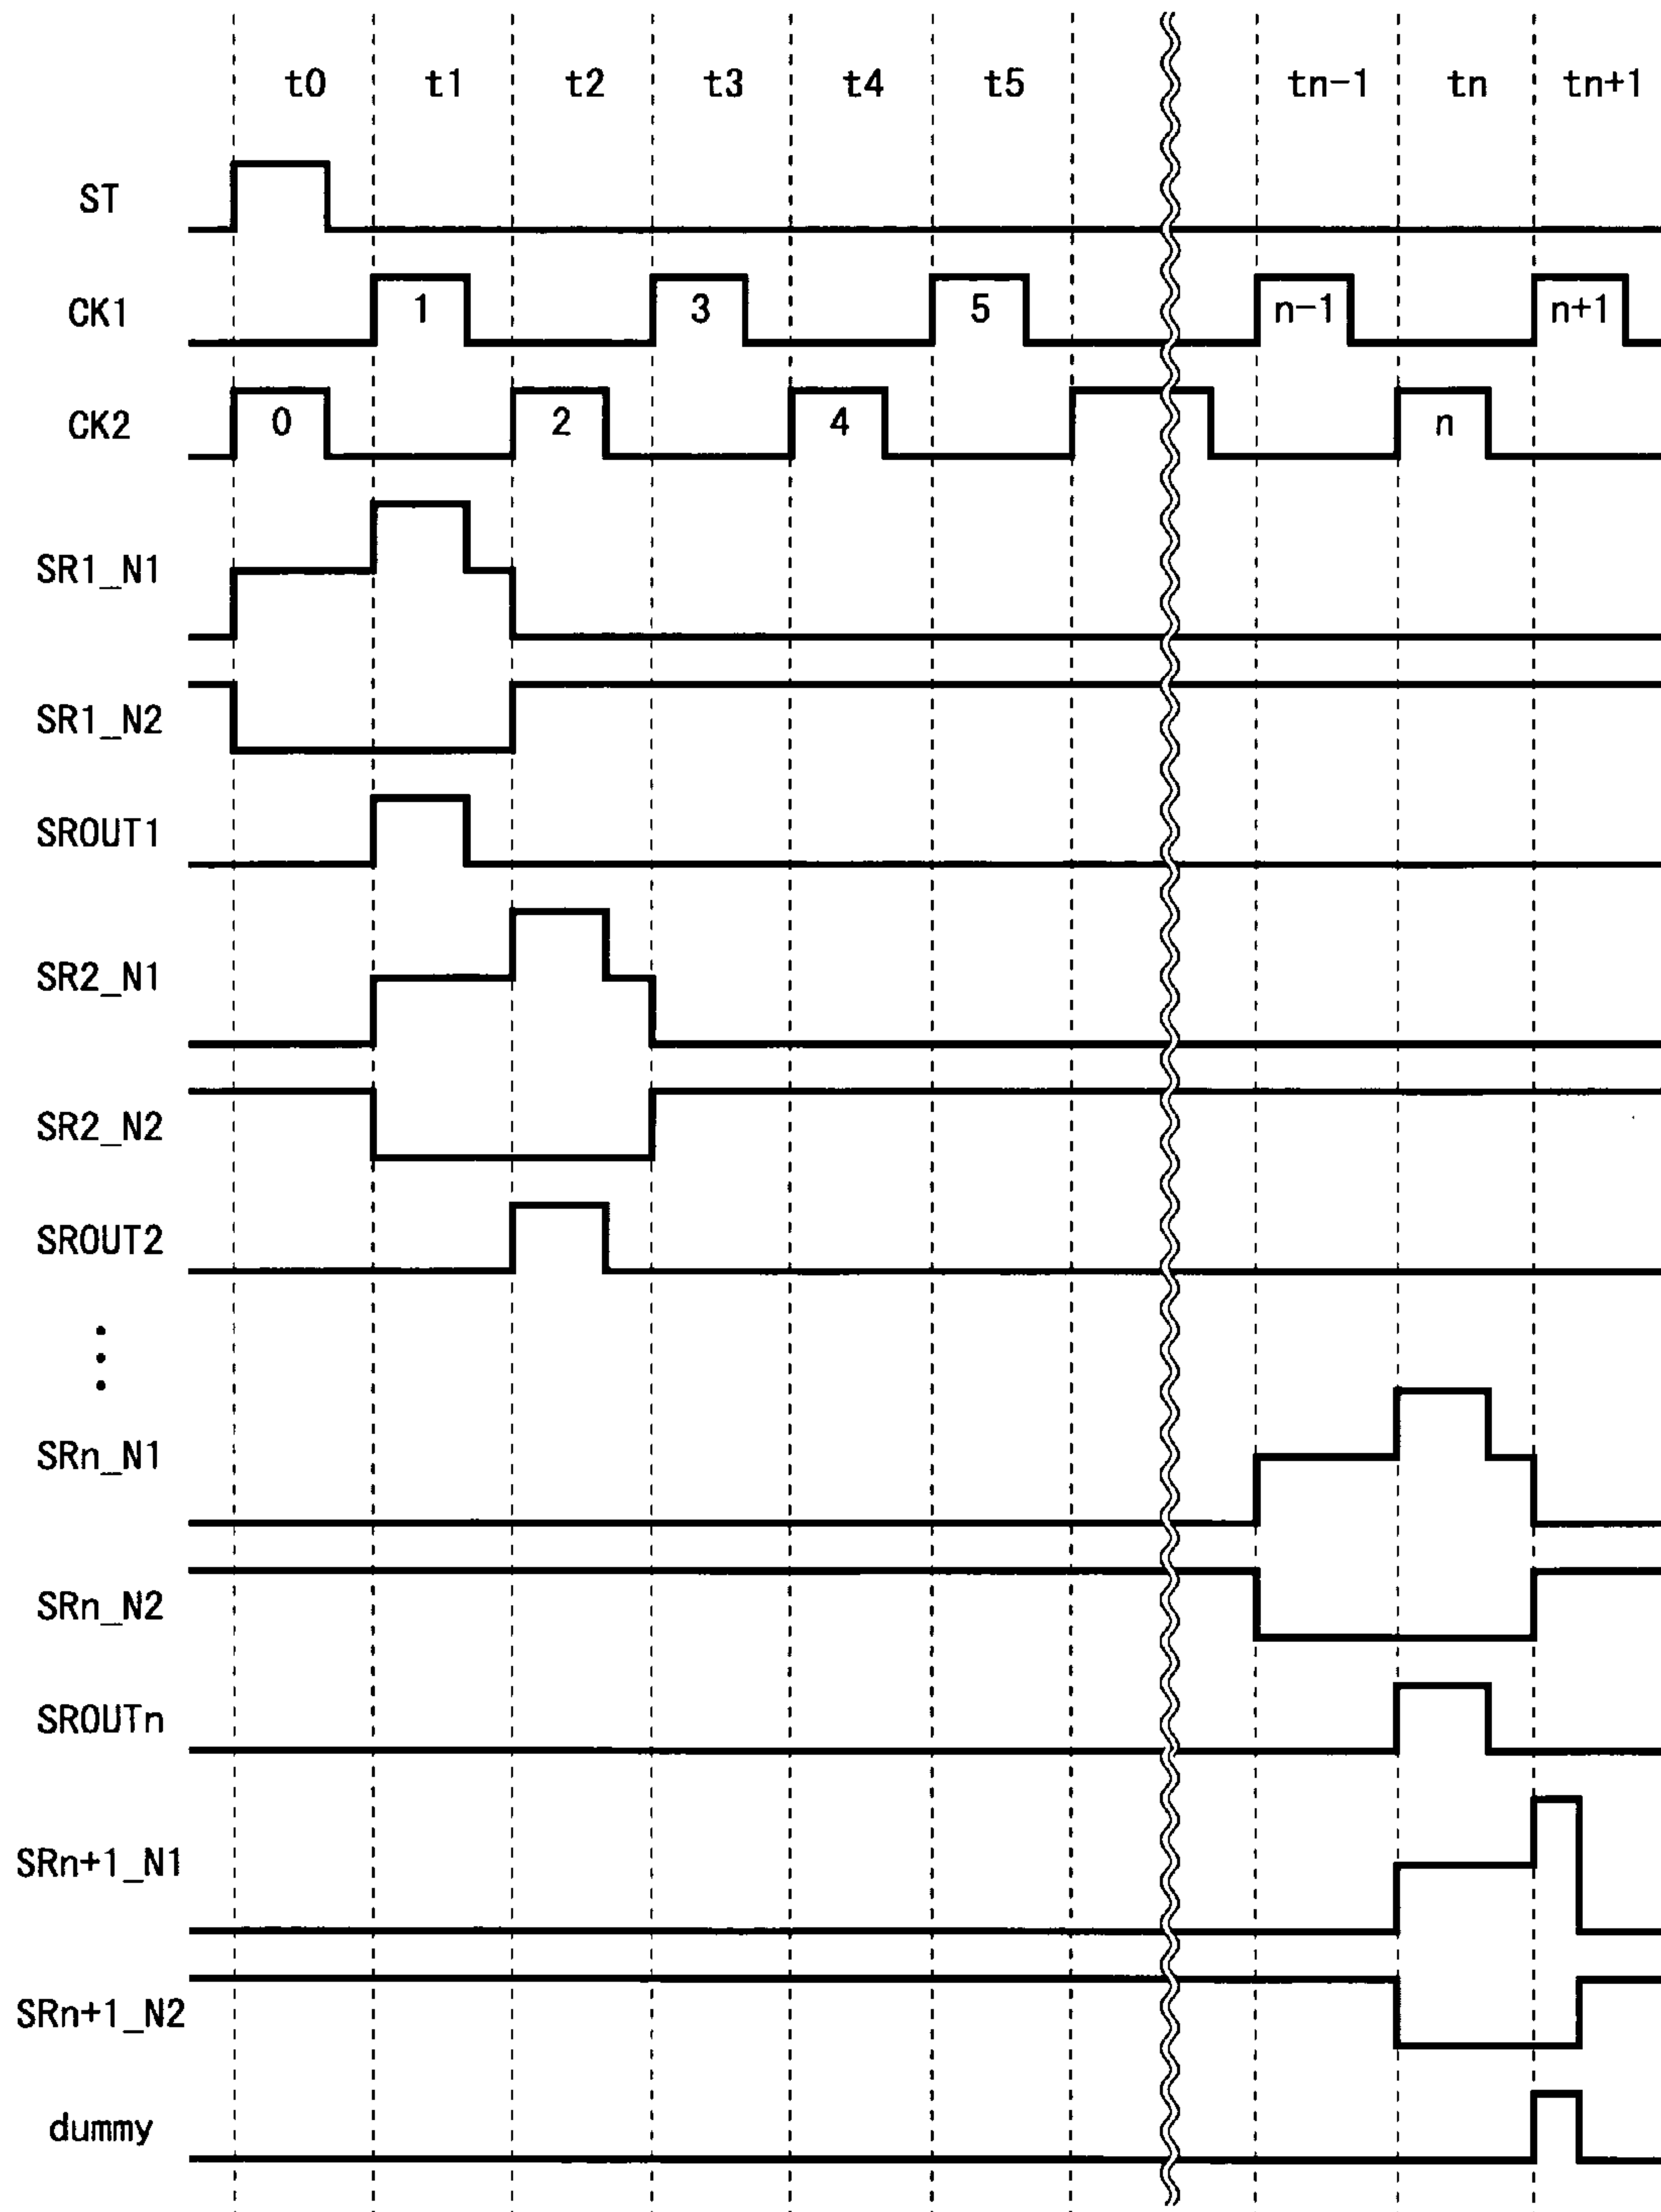 t0 t1 t2 t3 t4 t5 tn-1 tn tn+1
ST
CK1 1 3 5 n-1 n+1
CK2 0 2 4 n
SR1_N1
SR1_N2
SROUT1
SR2_N1
SR2_N2
SROUT2
SRn_N1
SRn_N2
SROUTn
SRn+1_N1
SRn+1_N2
dummy